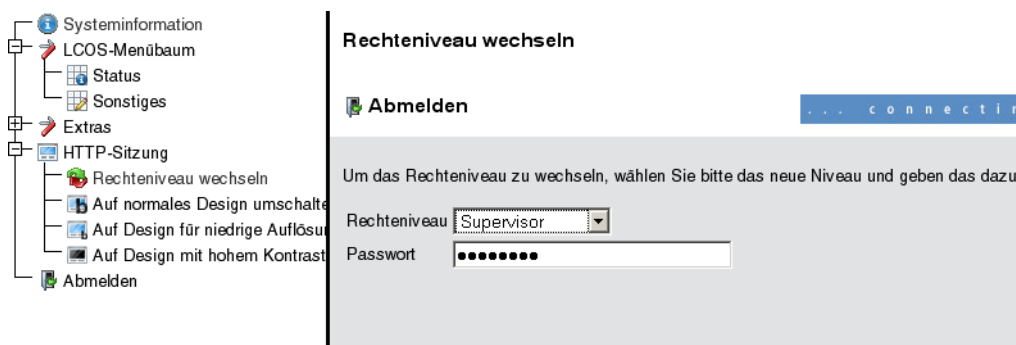 Systeminformation
LCOS-Menübaum
Status
Sonstiges
Extras
HTTP-Sitzung
Rechteniveau wechseln
Auf normales Design umschalte
Auf Design für niedrige Auflösu
Auf Design mit hohem Kontrast
Abmelden
Rechteniveau wechseln
Abmelden
... connectin
Um das Rechteniveau zu wechseln, wählen Sie bitte das neue Niveau und geben das dazu
Rechteniveau Supervisor
Passwort ●●●●●●●●